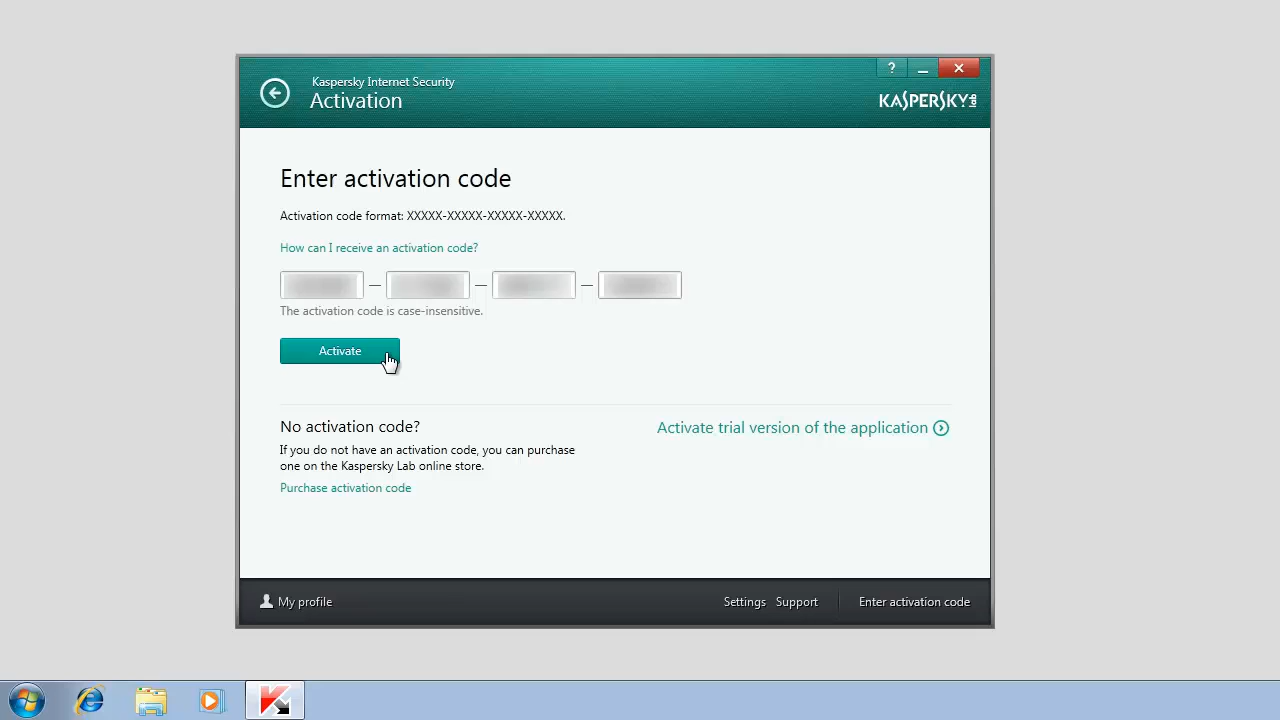 Kaspersky Internet Security
Activation
?
KASPERSKY LAB
Enter activation code
Activation code format: XXXXX-XXXXX-XXXXX-XXXXX.
How can I receive an activation code?
The activation code is case-insensitive.
Activate
No activation code?
If you do not have an activation code, you can purchase
one on the Kaspersky Lab online store.
Purchase activation code
Activate trial version of the application
My profile
Settings
Support
Enter activation code